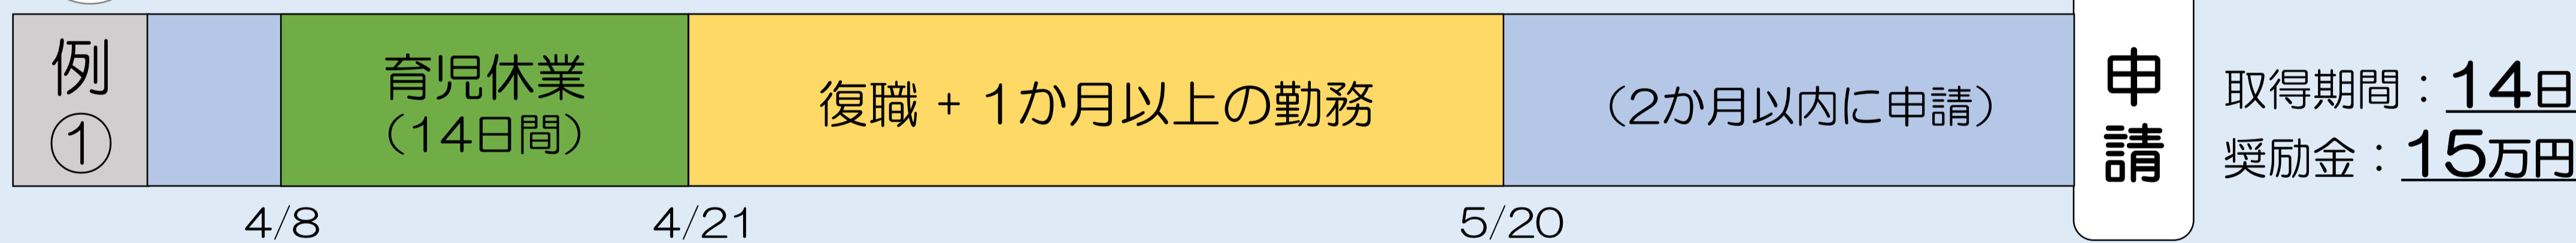 例
①
育児休業
（14日間）
復職 + 1か月以上の勤務
（2か月以内に申請）
申
請
取得期間：14日
奨励金：15万円
4/8
4/21
5/20